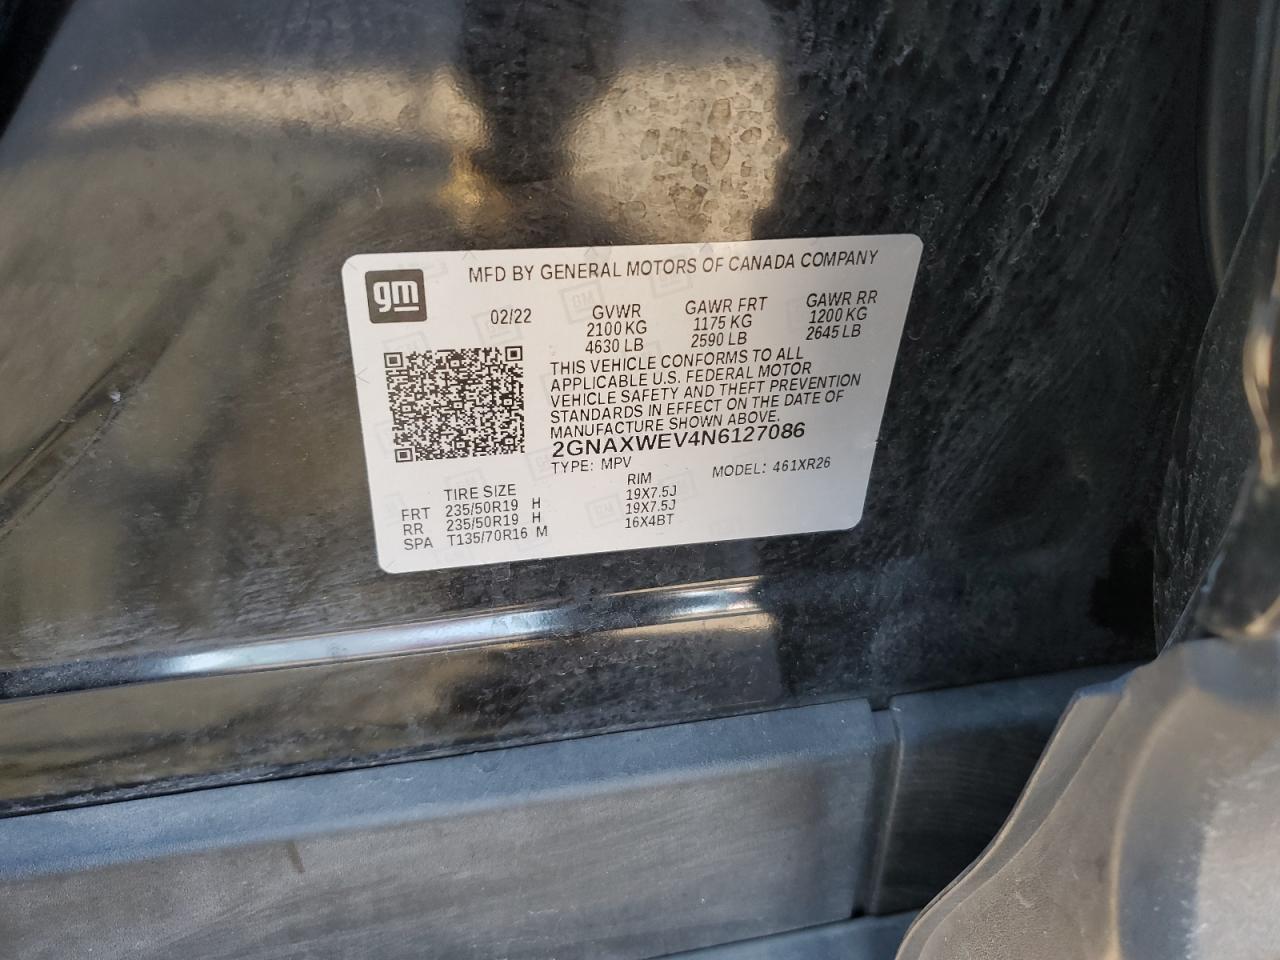 gm
MFD BY GENERAL MOTORS OF CANADA COMPANY
02/22
GVWR
2100 KG
4630 LB
GAWR FRT
1175 KG
2590 LB
GAWR RR
1200 KG
2645 LB
THIS VEHICLE CONFORMS TO ALL
APPLICABLE U.S. FEDERAL MOTOR
VEHICLE SAFETY AND THEFT PREVENTION
STANDARDS IN EFFECT ON THE DATE OF
MANUFACTURE SHOWN ABOVE.
2GNAXWEV4N6127086
TYPE: MPV MODEL: 461XR26
TIRE SIZE RIM
FRT 235/50R19 H 19X7.5J
RR 235/50R19 H 19X7.5J
SPA T135/70R16 M 16X4BT